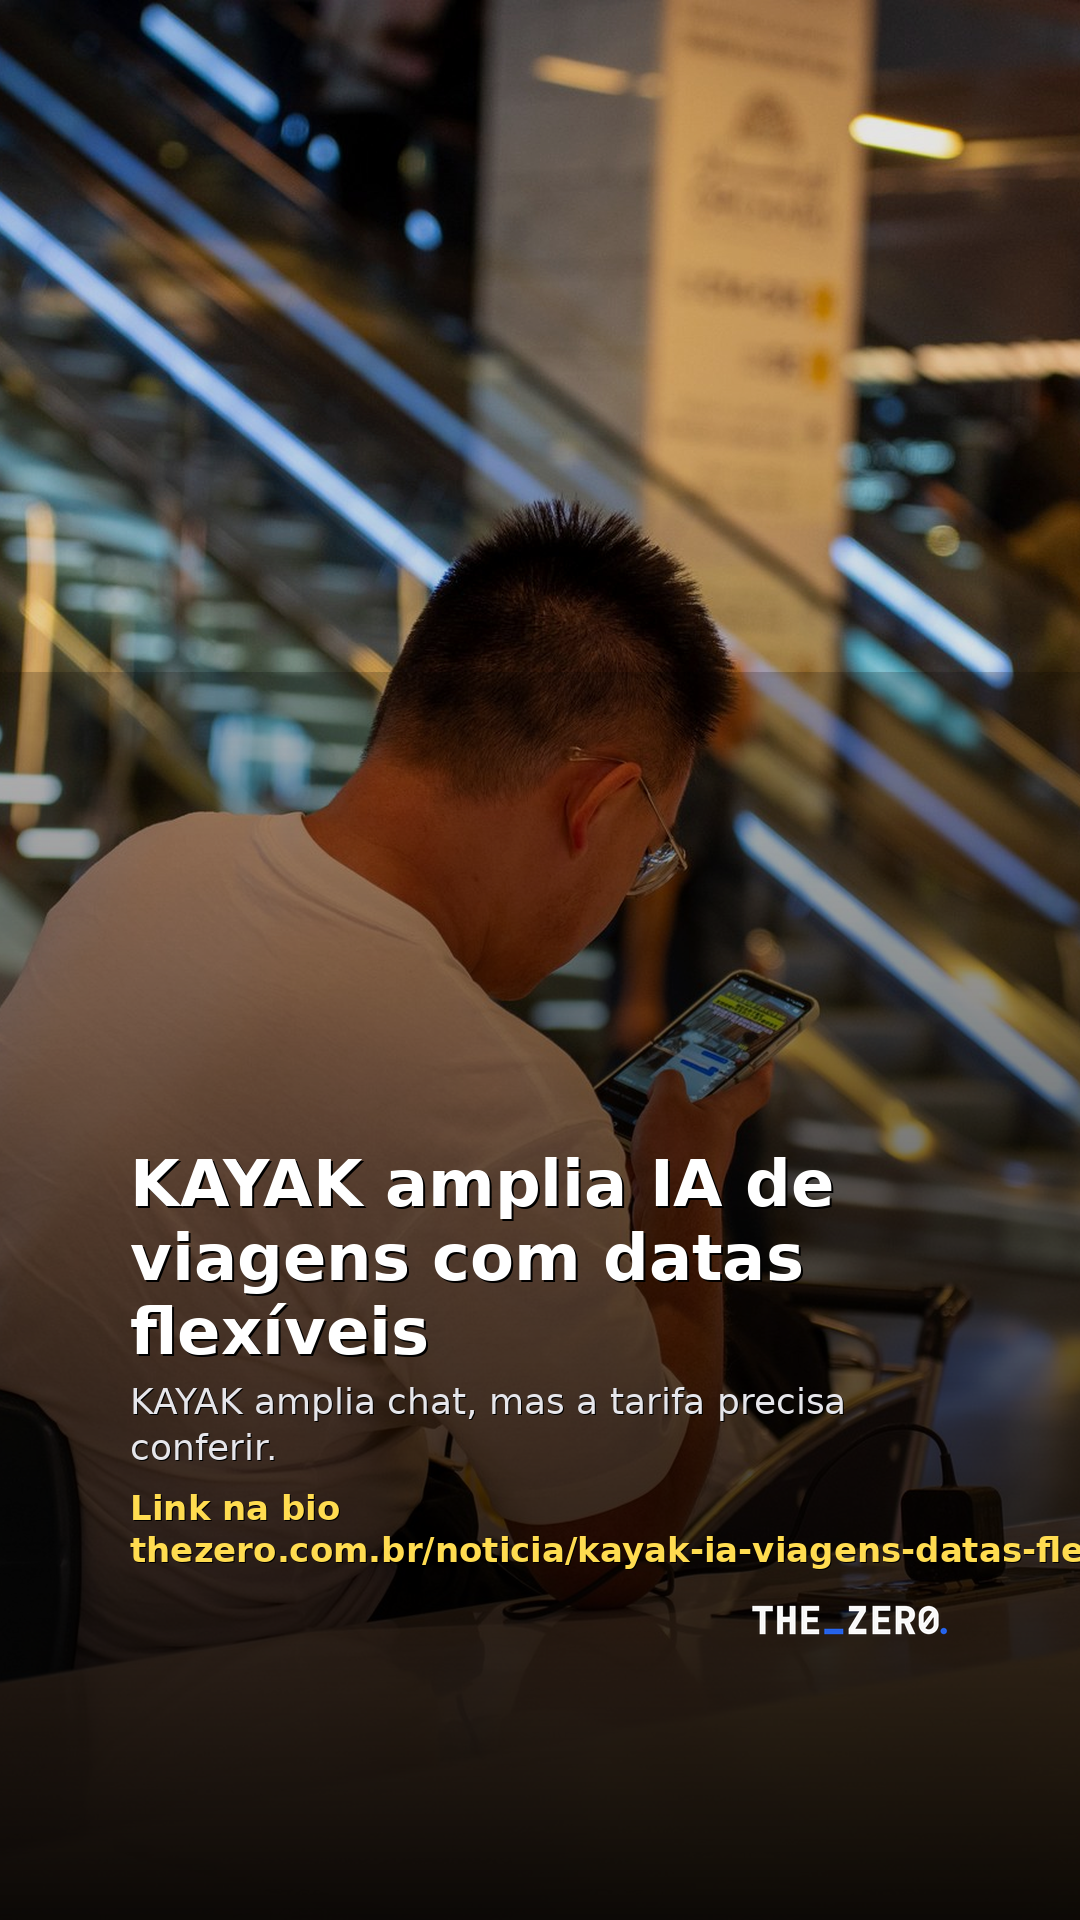 KAYAK amplia IA de
viagens com datas
flexíveis
KAYAK amplia chat, mas a tarifa precisa
conferir.
Link na bio
thezero.com.br/noticia/kayak-ia-viagens-datas-fle
THE_ZER0.